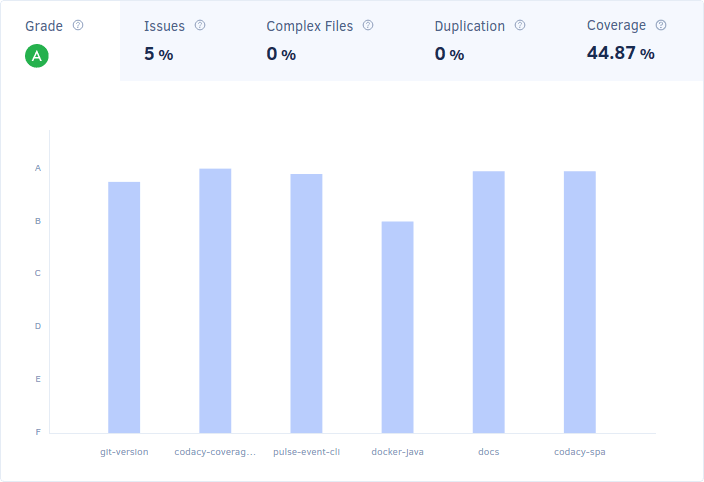 Grade ? Issues ? Complex Files ? Duplication ? Coverage ?
A 5 % 0 % 0 % 44.87 %
A
B
C
D
E
F
git-version codacy-coverag... pulse-event-cli docker-java docs codacy-spa